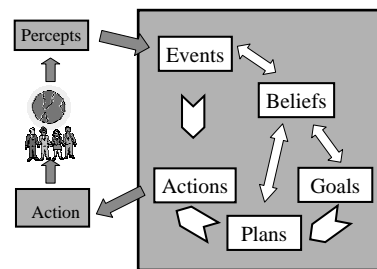 Percepts
Events
Beliefs
Actions
Goals
Action
Plans